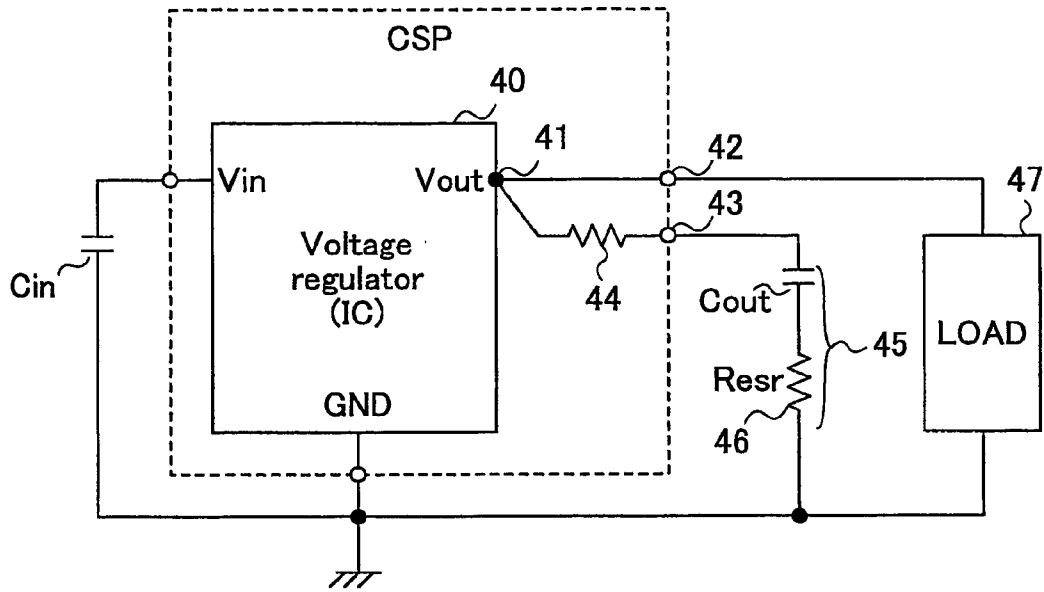 CSP
40
41
42
47
Vin
Vout
43
Voltage
regulator
(IC)
Cin
44
Cout
45
LOAD
Resr
GND
46